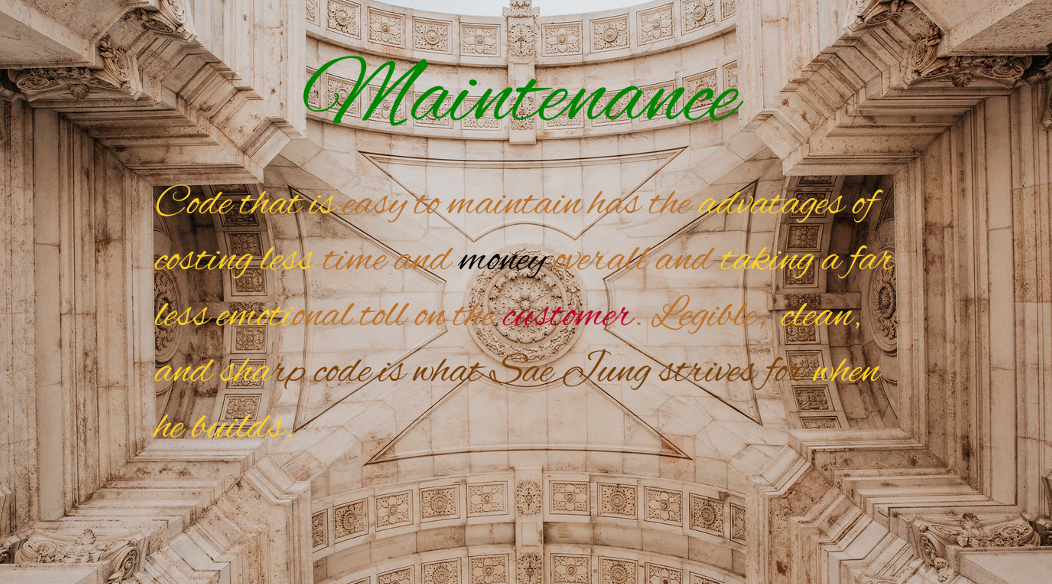 Maintenance
Code that is easy to maintain has the advatages of
costing less time and money overall and taking a far
less emotional toll on the customer. Legible, clean,
and sharp code is what Sae Jung strives for when
he builds.